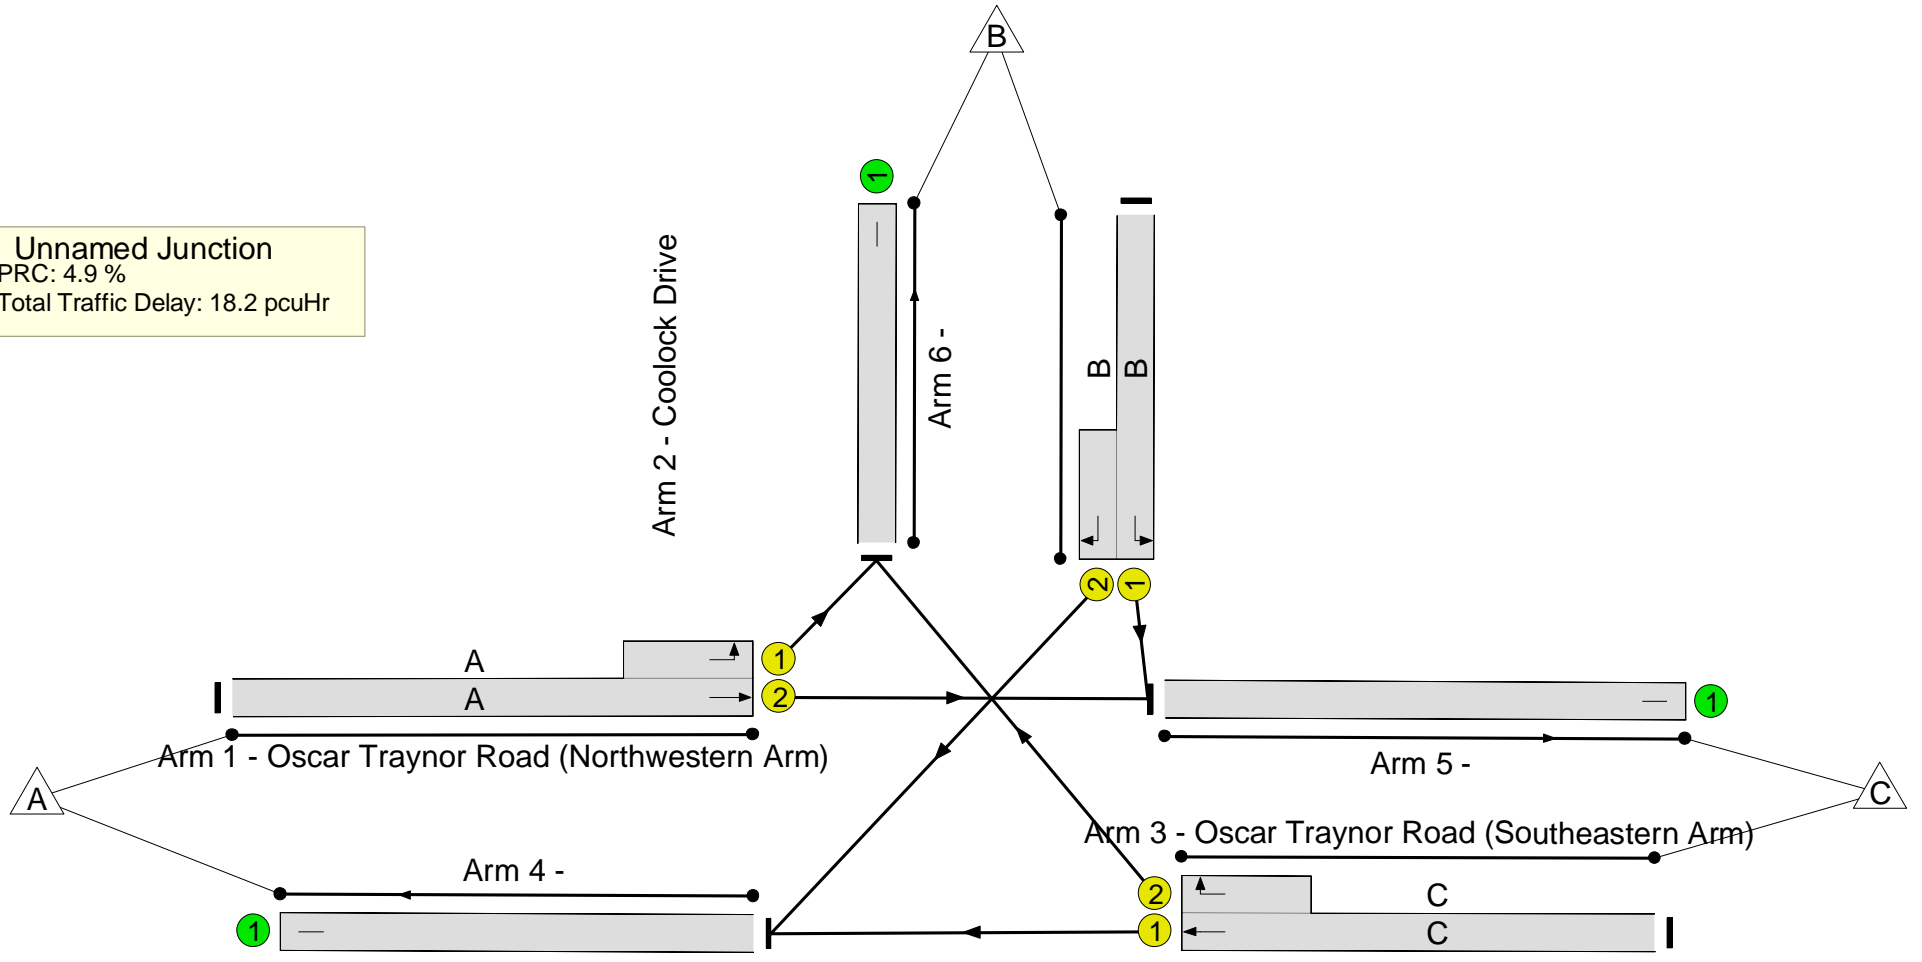 B
1
Unnamed Junction
PRC: 4.9 %
Total Traffic Delay: 18.2 pcuHr
Arm 2 - Coolock Drive
Arm 6 -
B
B
2
1
A
1
A
2
1
Arm 1 - Oscar Traynor Road (Northwestern Arm)
Arm 5 -
A
C
Arm 3 - Oscar Traynor Road (Southeastern Arm)
Arm 4 -
2
C
1
1
C